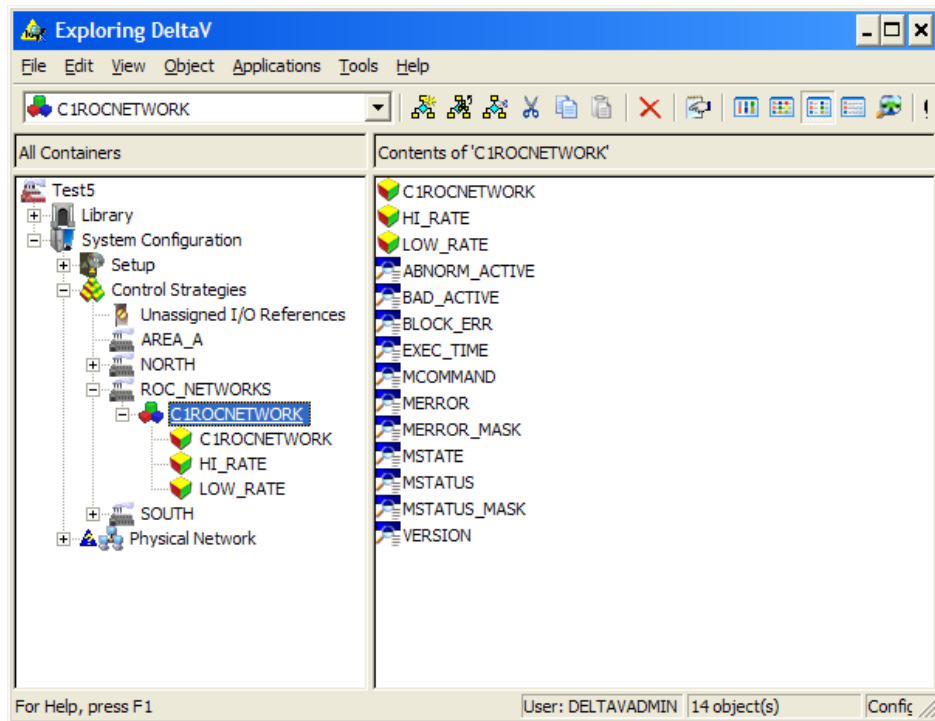 Exploring DeltaV
File Edit View Object Applications Tools Help
C1ROCNETWORK
All Containers
Contents of 'C1ROCNETWORK'
Test5
Library
System Configuration
Setup
Control Strategies
Unassigned I/O References
AREA_A
NORTH
ROC_NETWORKS
C1ROCNETWORK
C1ROCNETWORK
HI_RATE
LOW_RATE
SOUTH
Physical Network
C1ROCNETWORK
HI_RATE
LOW_RATE
ABNORM_ACTIVE
BAD_ACTIVE
BLOCK_ERR
EXEC_TIME
MCOMMAND
MERROR
MERROR_MASK
MSTATE
MSTATUS
MSTATUS_MASK
VERSION
For Help, press F1
User: DELTAVADMIN
14 object(s)